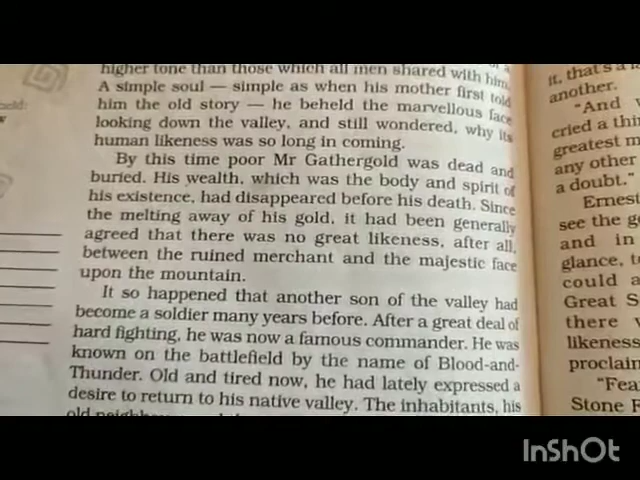 higher tone than those which all men shared with him.
A simple soul — simple as when his mother first told
him the old story — he beheld the marvellous face
looking down the valley, and still wondered, why its
human likeness was so long in coming.
By this time poor Mr Gathergold was dead and
buried. His wealth, which was the body and spirit of
his existence, had disappeared before his death. Since
the melting away of his gold, it had been generally
agreed that there was no great likeness, after all,
between the ruined merchant and the majestic face
upon the mountain.
It so happened that another son of the valley had
become a soldier many years before. After a great deal of
hard fighting, he was now a famous commander. He was
known on the battlefield by the name of Blood-and-
Thunder. Old and tired now, he had lately expressed a
desire to return to his native valley. The inhabitants, his
old
it, that's a
another.
"And
cried a thi
greatest m
any other
a doubt."
Ernest
see the g
and in
glance, t
could a
Great S
there
likeness
proclain
"Fea
Stone F
InShOt